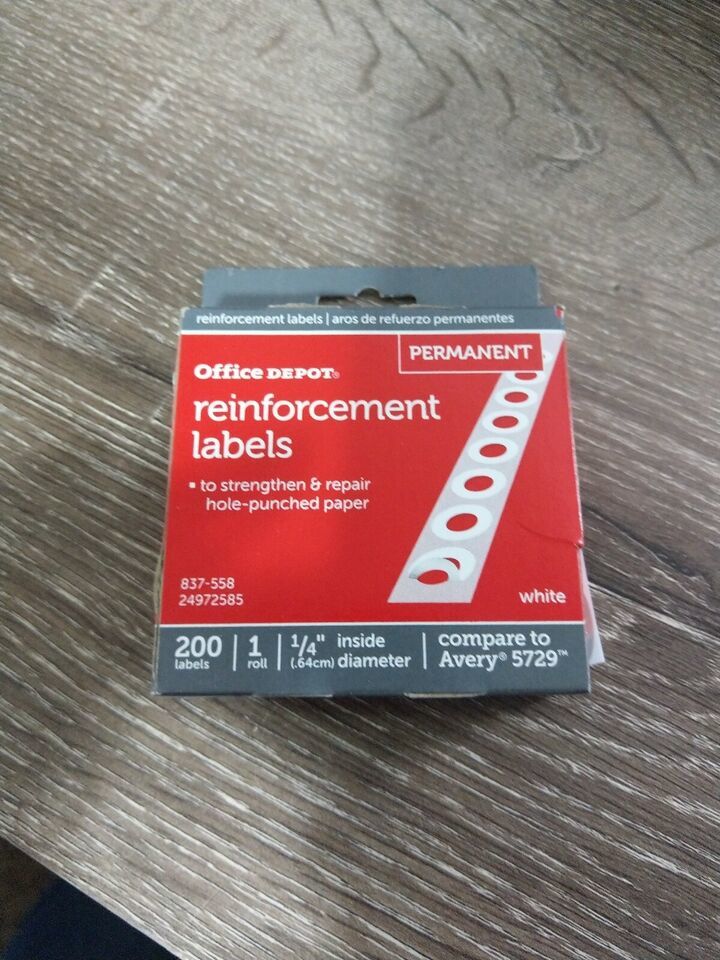 reinforcement labels | aros de refuerzo permanentes
PERMANENT
Office DEPOT®
reinforcement
labels
▪ to strengthen & repair
hole-punched paper
837-558
24972585
white
200 labels | 1 roll | 1/4" (.64cm) inside diameter | compare to Avery® 5729™